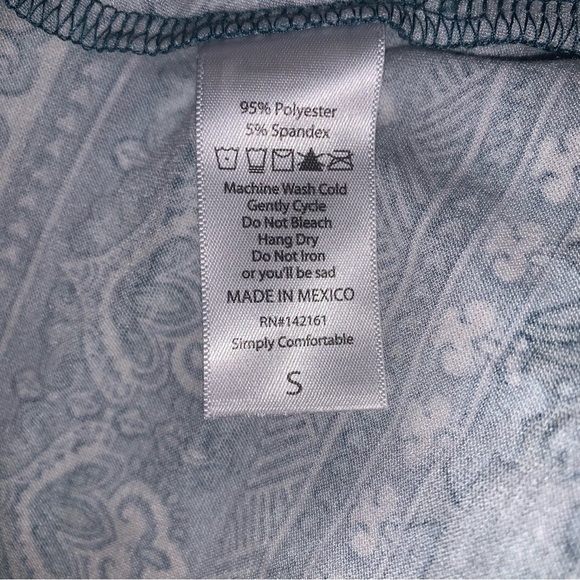 95% Polyester
5% Spandex
Machine Wash Cold
Gently Cycle
Do Not Bleach
Hang Dry
Do Not Iron
or you'll be sad
MADE IN MEXICO
RN#142161
Simply Comfortable
S